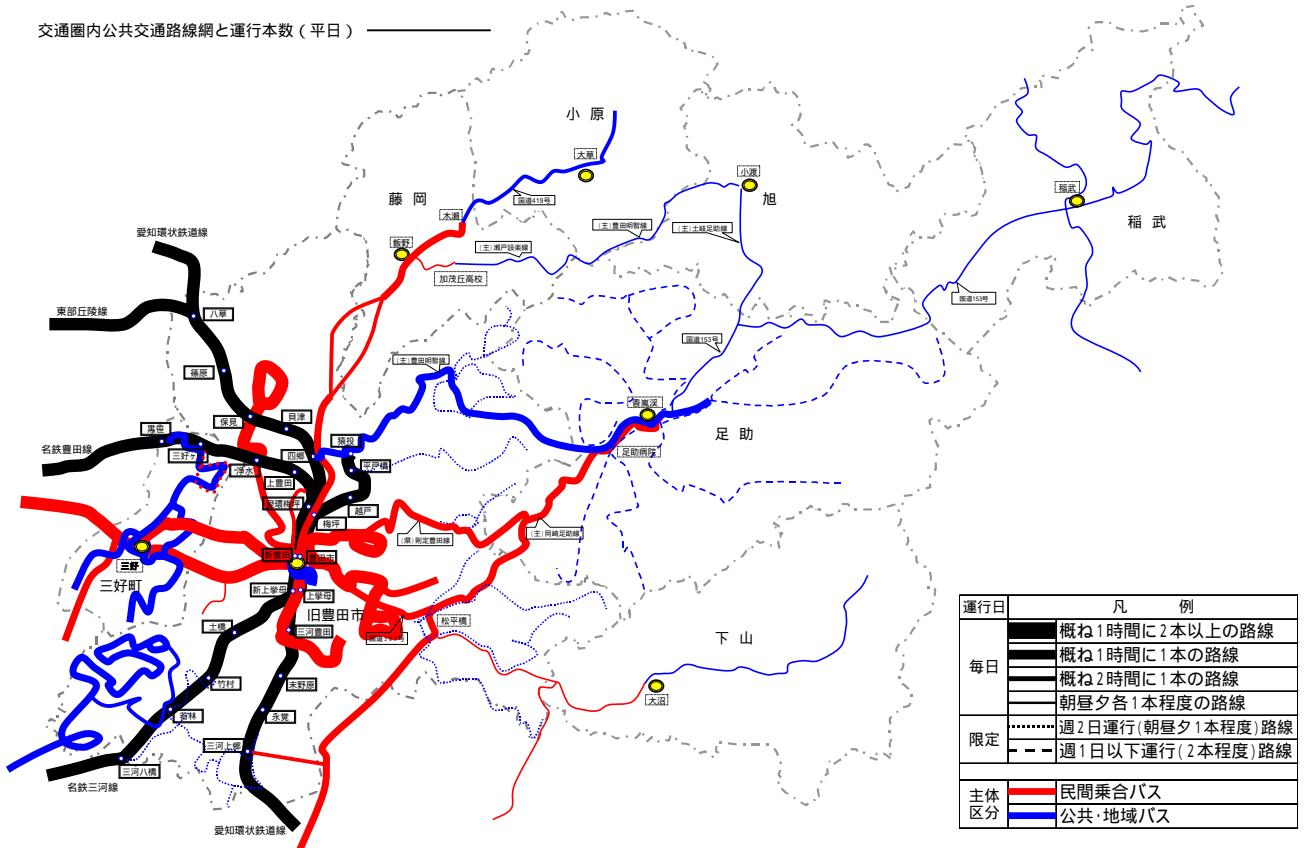 交通圏内公共交通路線網と運行本数(平日)
小原
大草
小渡
旭
藤岡
国道419号
稲武
稲武
木瀬
(主)豊田明智線
(主)土岐足助線
愛知環状鉄道線
飯野
(主)瀬戸設楽線
加茂丘高校
国道153号
東部丘陵線
八草
国道153号
篠原
(主)豊田明智線
香嵐渓
保見
貝津
足助
黒笹
猿投
名鉄豊田線
三好ヶ
四郷
足助病院
浄水
平戸橋
上豊田
愛環梅坪
越戸
梅坪
(県)則定豊田線
(主)岡崎足助線
新豊田
豊田市
三好
三好町
新上挙母
上挙母
旧豊田市
土橋
三河豊田
松平橋
下山
竹村
末野原
大沼
若林
永覚
三河上郷
三河八橋
名鉄三河線
愛知環状鉄道線
運行日 凡例
毎日
概ね1時間に2本以上の路線
概ね1時間に1本の路線
概ね2時間に1本の路線
朝昼夕各1本程度の路線
限定
週2日運行(朝昼夕1本程度)路線
週1日以下運行(2本程度)路線
主体
区分
民間乗合バス
公共・地域バス